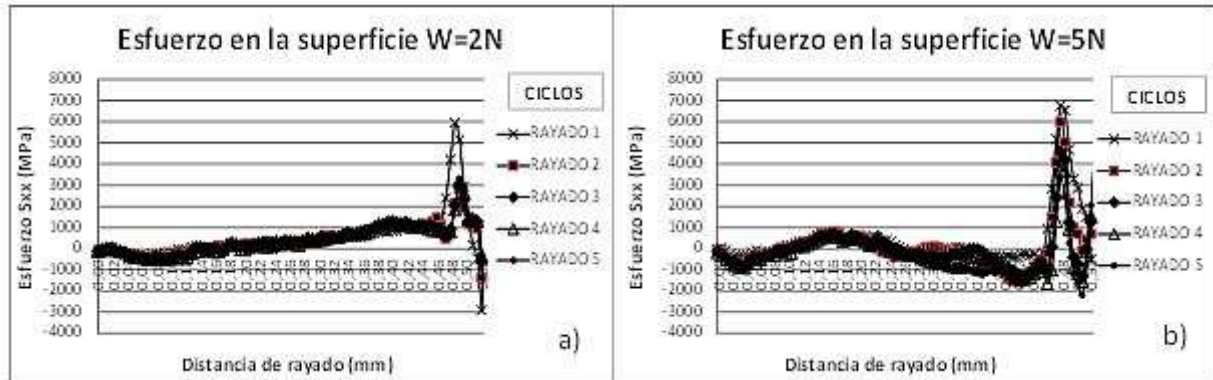 Esfuerzo en la superficie W=2N
8000
7000
6000
5000
4000
3000
2000
1000
0
-1000
-2000
-3000
-4000
Esfuerzo Sxx (MPa)
Distancia de rayado (mm)
CICLOS
RAYADO 1
RAYADO 2
RAYADO 3
RAYADO 4
RAYADO 5
a)
Esfuerzo en la superficie W=5N
8000
7000
6000
5000
4000
3000
2000
1000
0
-1000
-2000
-3000
-4000
Esfuerzo Sxx (MPa)
Distancia de rayado (mm)
CICLOS
RAYADO 1
RAYADO 2
RAYADO 3
RAYADO 4
RAYADO 5
b)